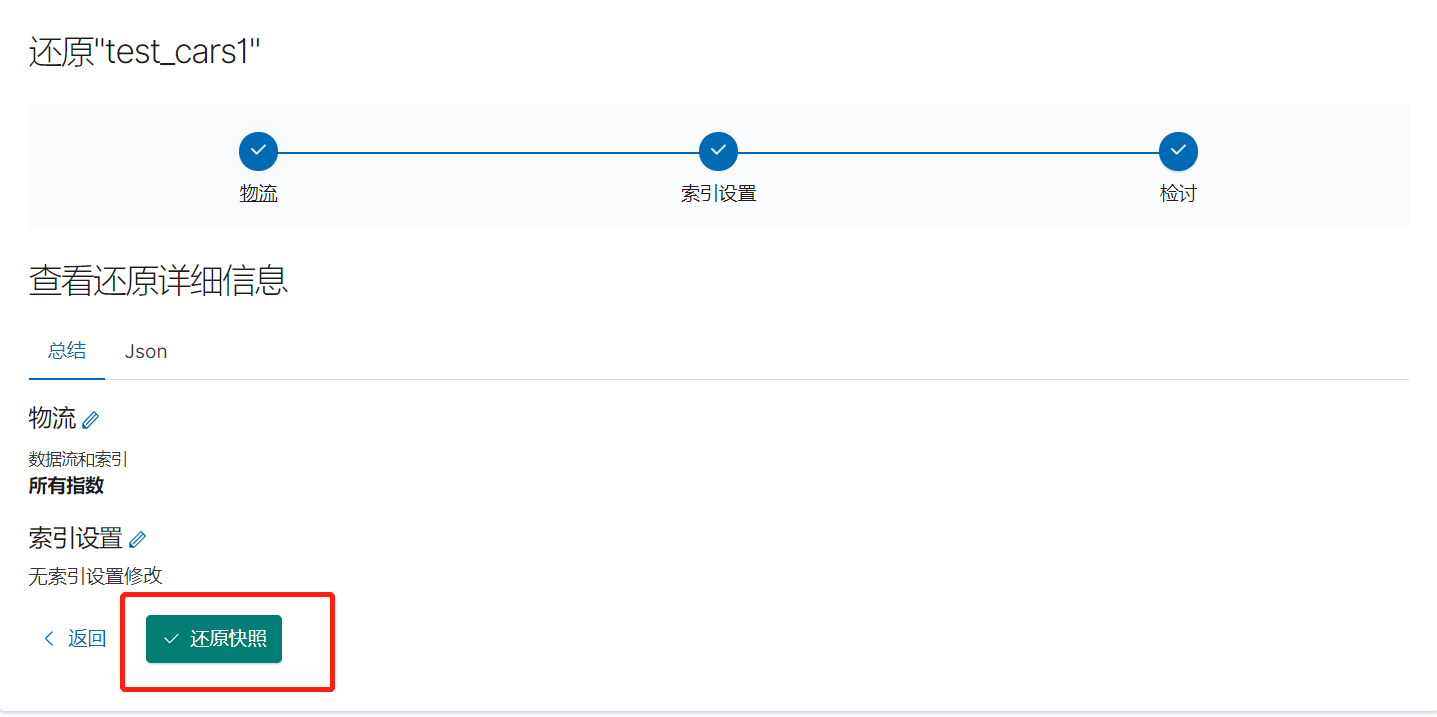 还原"test_cars1"
物流
索引设置
检讨
查看还原详细信息
总结
Json
物流
数据流和索引
所有指数
索引设置
无索引设置修改
返回
还原快照